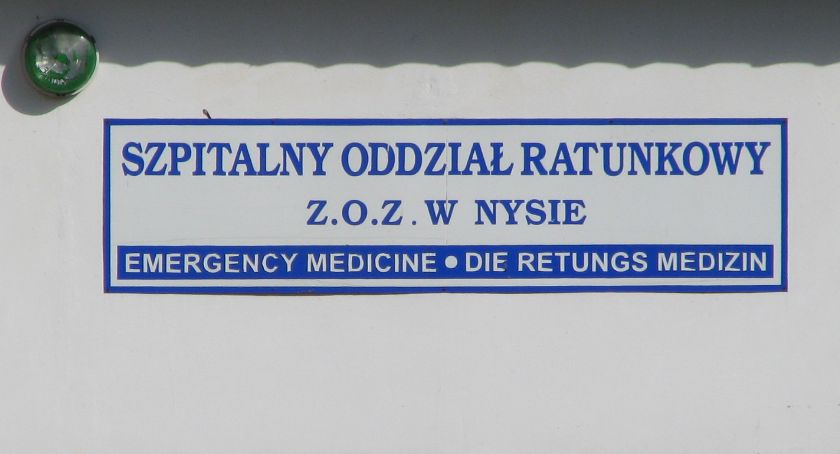 SZPITALNY ODDZIAŁ RATUNKOWY
Z.O.Z. W NYSIE
EMERGENCY MEDICINE • DIE RETUNGS MEDIZIN